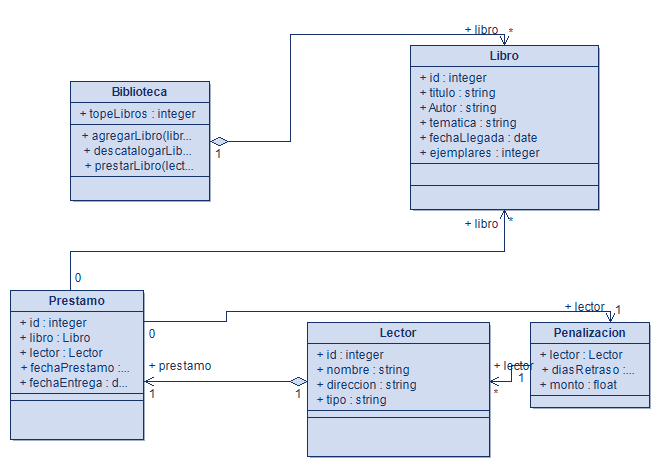 + libro
*
Libro
+ id : integer
+ titulo : string
+ Autor : string
+ tematica : string
+ fechaLlegada : date
+ ejemplares : integer
Biblioteca
+ topeLibros : integer
+ agregarLibro(libr...
+ descatalogarLib...
+ prestarLibro(lect...
1
+ libro
*
0
Prestamo
+ id : integer
+ libro : Libro
+ lector : Lector
+ fechaPrestamo :...
+ fechaEntrega : d...
0
+ lector
1
+ prestamo
1
Lector
+ id : integer
+ nombre : string
+ direccion : string
+ tipo : string
1
+ lector
1
*
Penalizacion
+ lector : Lector
+ diasRetraso :...
+ monto : float